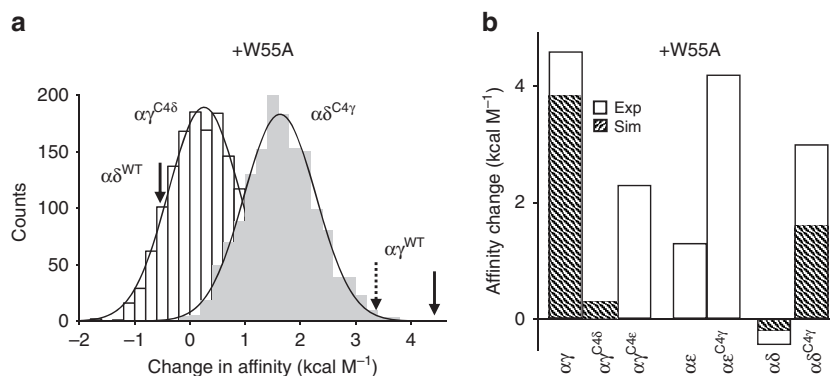 a
+W55A
200
150
100
50
0
Counts
αγ^C4δ
αδ^C4γ
αδ^WT
αγ^WT
−2 −1 0 1 2 3 4
Change in affinity (kcal M⁻¹)
b
+W55A
4
2
0
Affinity change (kcal M⁻¹)
Exp
Sim
αγ
αγ^C4δ
αγ^C4ε
αε
αε^C4γ
αδ
αδ^C4γ